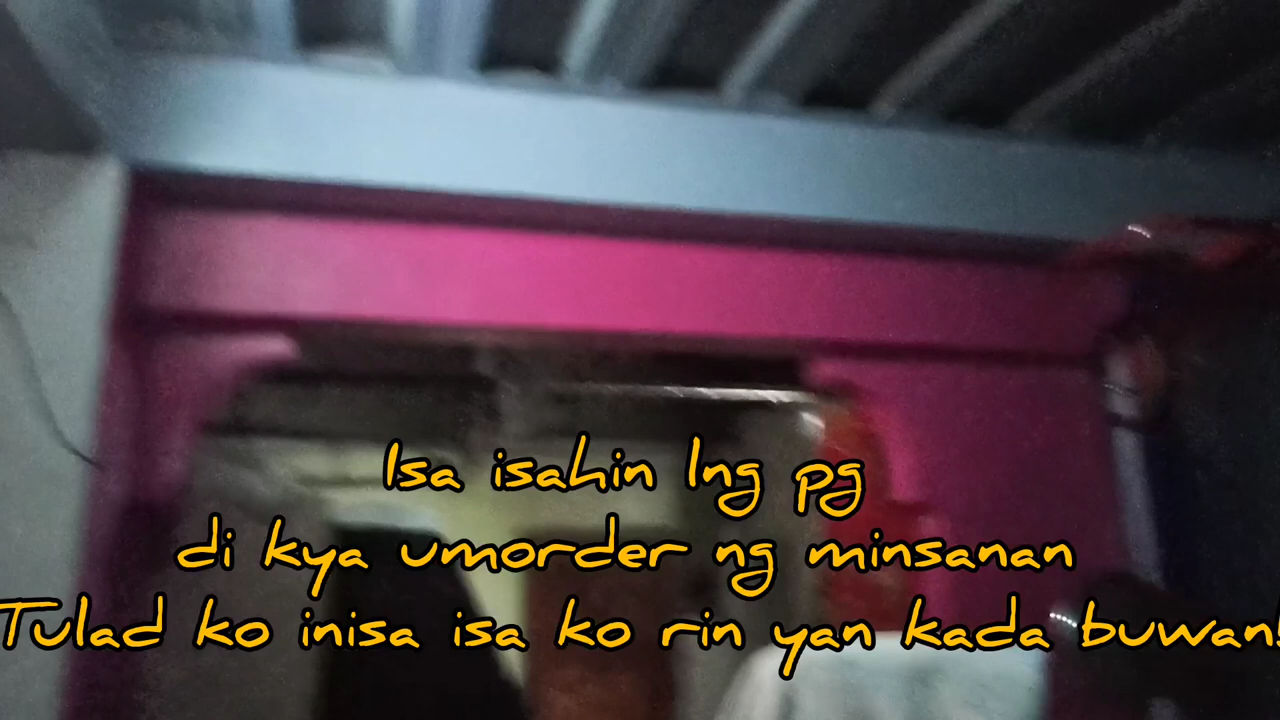 Isa isahin lng pg
di kya umorder ng minsanan
Tulad ko inisa isa ko rin yan kada buwan!